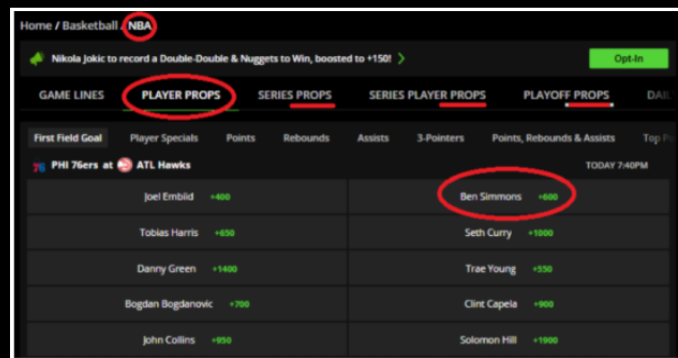 Home / Basketball / NBA
Nikola Jokic to record a Double-Double & Nuggets to Win, boosted to +150!
Opt-In
GAME LINES PLAYER PROPS SERIES PROPS SERIES PLAYER PROPS PLAYOFF PROPS
First Field Goal Player Specials Points Rebounds Assists 3-Pointers Points, Rebounds & Assists Top
76 PHI 76ers at ATL Hawks TODAY 7:40PM
Joel Embiid +400 Ben Simmons +600
Tobias Harris +650 Seth Curry +1000
Danny Green +1400 Trae Young +550
Bogdan Bogdanovic +700 Clint Capela +900
John Collins +950 Solomon Hill +1900